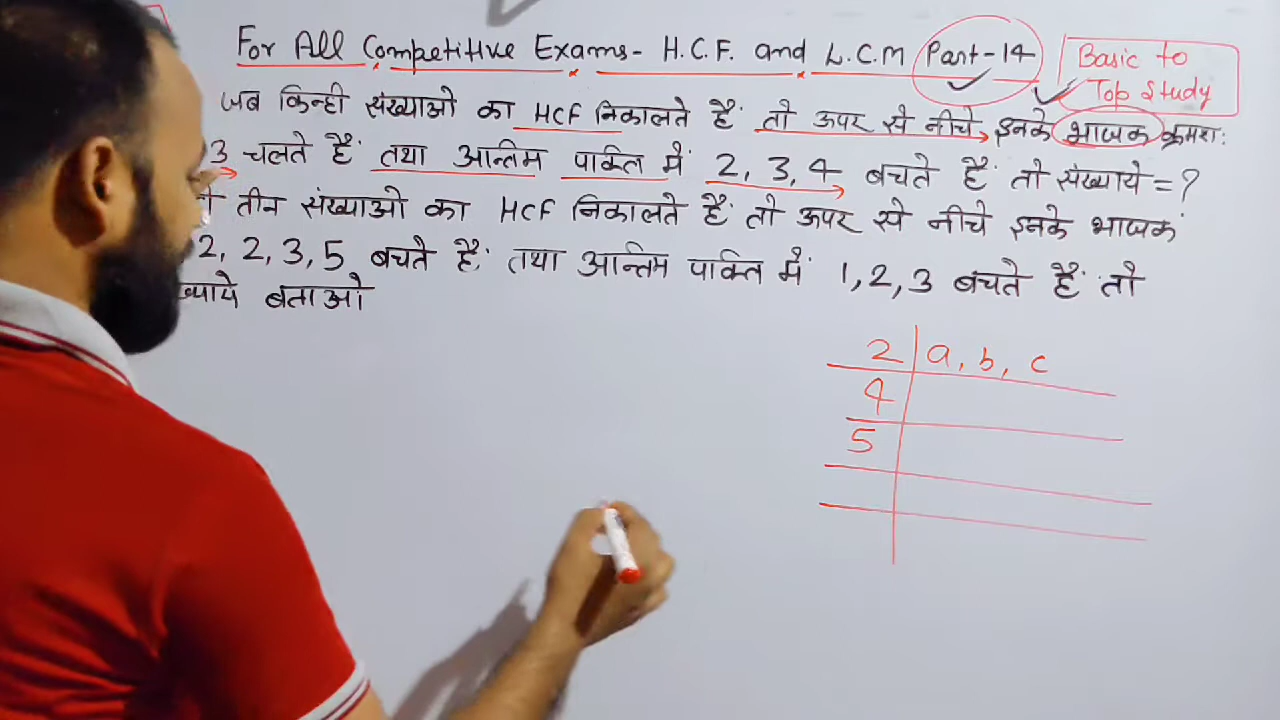 For All Competitive Exams- H.C.F. and L.C.M Part-14
Basic to
Top Study
जब किन्ही संख्याओ का HCF निकालते हैं तो ऊपर से नीचे इनके भाजक क्रमशः
3 चलते हैं तथा अन्तिम पंक्ति में 2, 3, 4 बचते हैं तो संख्याये = ?
तीन संख्याओ का HCF निकालते हैं तो ऊपर से नीचे इनके भाजक
2, 2, 3, 5 बचते हैं तथा अन्तिम पंक्ति में 1, 2, 3 बचते हैं तो
बताओ
2 a, b, c
4
5